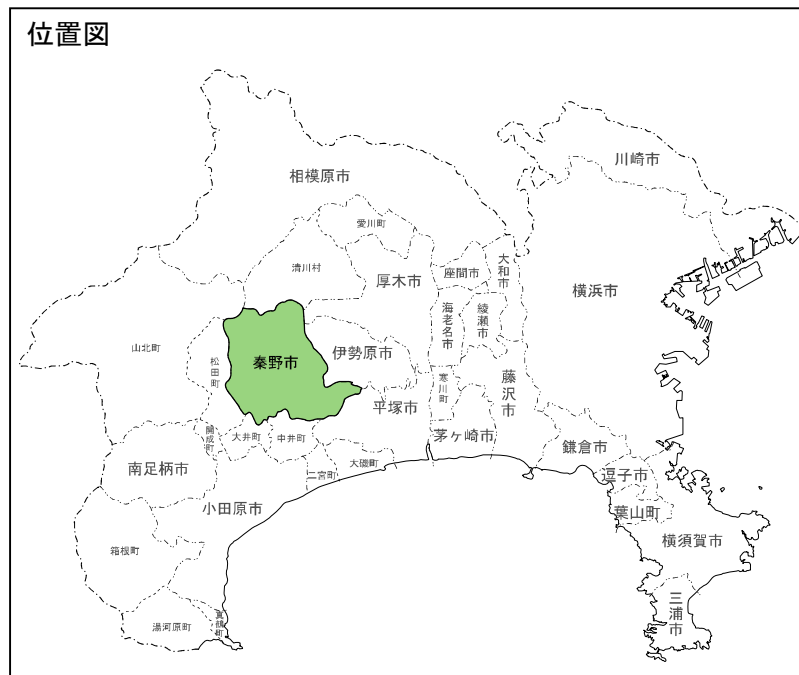 位置図
川崎市
相模原市
愛川町
清川村
厚木市
座間市
大和市
横浜市
海老名市
綾瀬市
山北町
松田町
秦野市
伊勢原市
寒川町
藤沢市
平塚市
茅ヶ崎市
開成町
大井町
中井町
鎌倉市
南足柄市
二宮町
大磯町
逗子市
小田原市
葉山町
箱根町
横須賀市
湯河原町
真鶴町
三浦市